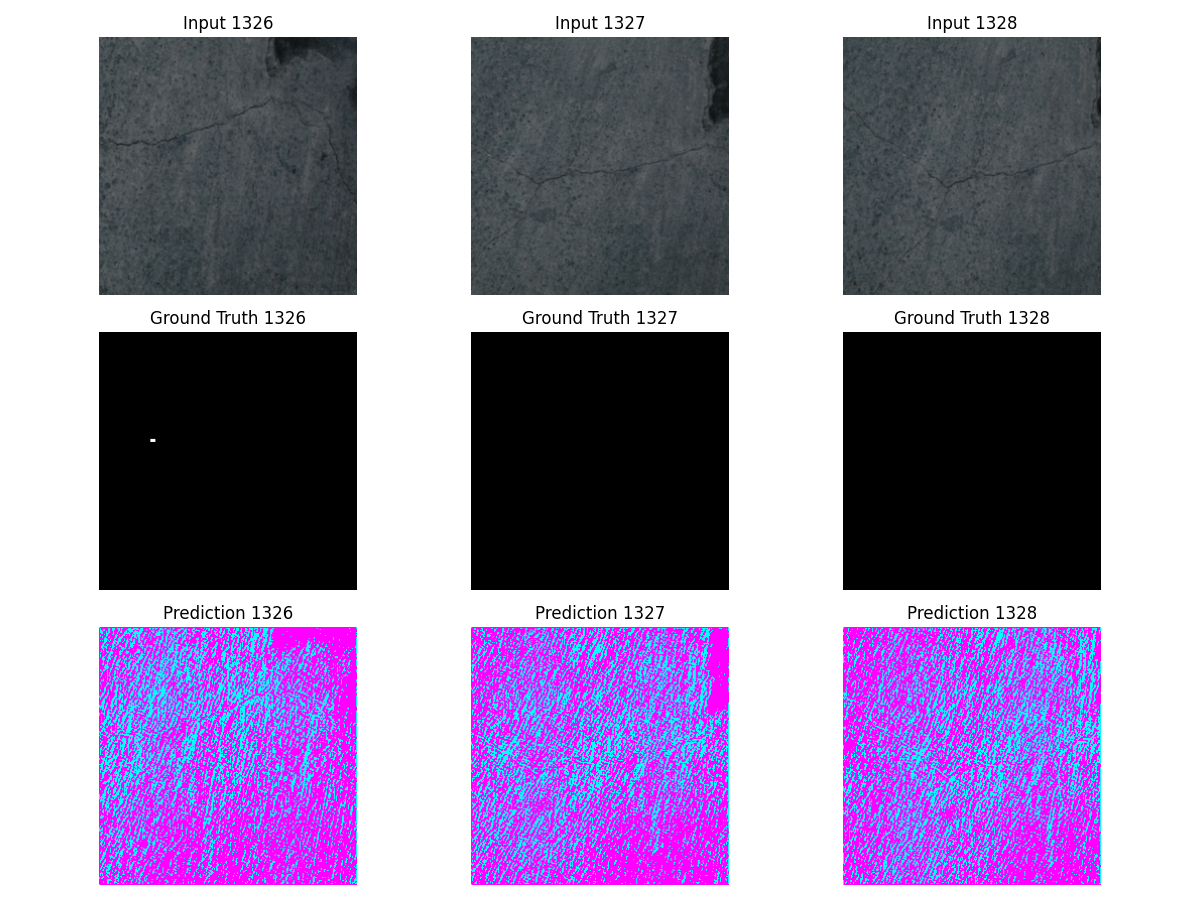 Input 1326
Input 1327
Input 1328
Ground Truth 1326
Ground Truth 1327
Ground Truth 1328
Prediction 1326
Prediction 1327
Prediction 1328